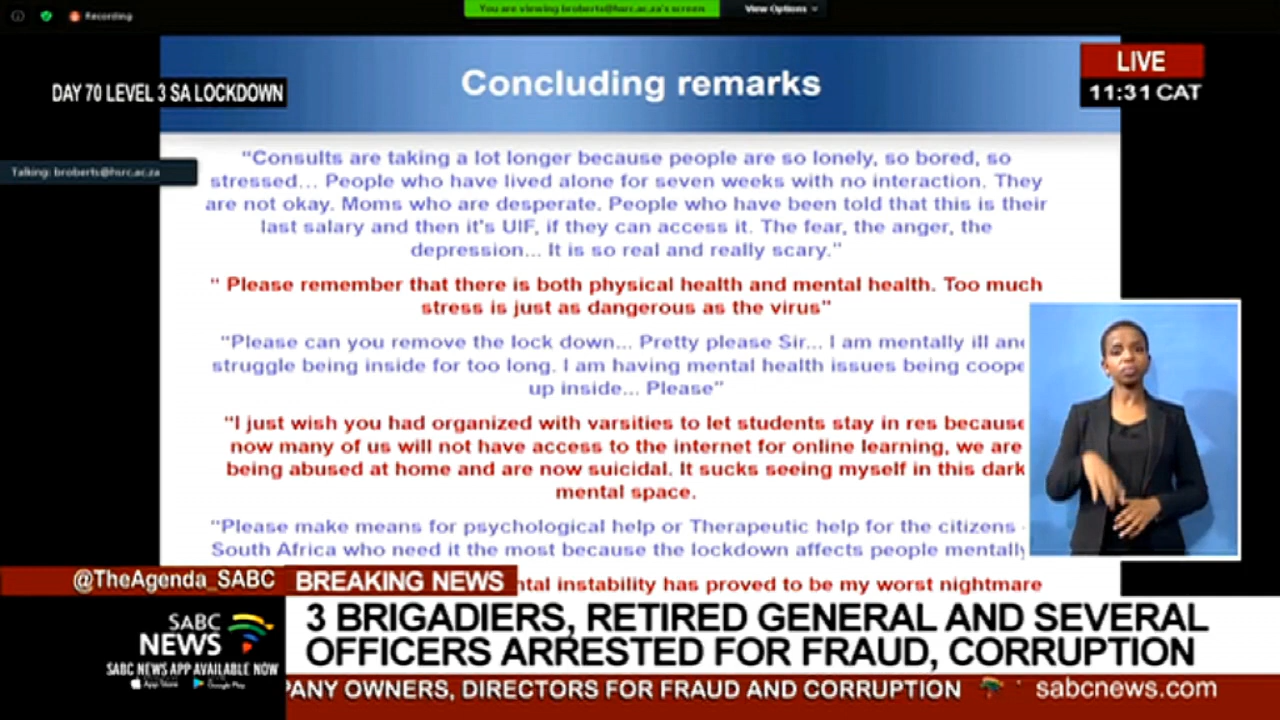 Recording
You are viewing broberts@hsrc.ac.za's screen
View Options
DAY 70 LEVEL 3 SA LOCKDOWN
Concluding remarks
LIVE
11:31 CAT
Talking: broberts@hsrc.ac.za
“Consults are taking a lot longer because people are so lonely, so bored, so
stressed... People who have lived alone for seven weeks with no interaction. They
are not okay. Moms who are desperate. People who have been told that this is their
last salary and then it's UIF, if they can access it. The fear, the anger, the
depression... It is so real and really scary.”
“ Please remember that there is both physical health and mental health. Too much
stress is just as dangerous as the virus”
“Please can you remove the lock down... Pretty please Sir... I am mentally ill and
struggle being inside for too long. I am having mental health issues being coope
up inside... Please”
“I just wish you had organized with varsities to let students stay in res because
now many of us will not have access to the internet for online learning, we are
being abused at home and are now suicidal. It sucks seeing myself in this dark
mental space.
“Please make means for psychological help or Therapeutic help for the citizens
South Africa who need it the most because the lockdown affects people mentally
ntal instability has proved to be my worst nightmare
@TheAgenda_SABC
BREAKING NEWS
3 BRIGADIERS, RETIRED GENERAL AND SEVERAL
OFFICERS ARRESTED FOR FRAUD, CORRUPTION
SABC
NEWS
SABC NEWS APP AVAILABLE NOW
App Store
Google Play
PANY OWNERS, DIRECTORS FOR FRAUD AND CORRUPTION
sabcnews.com